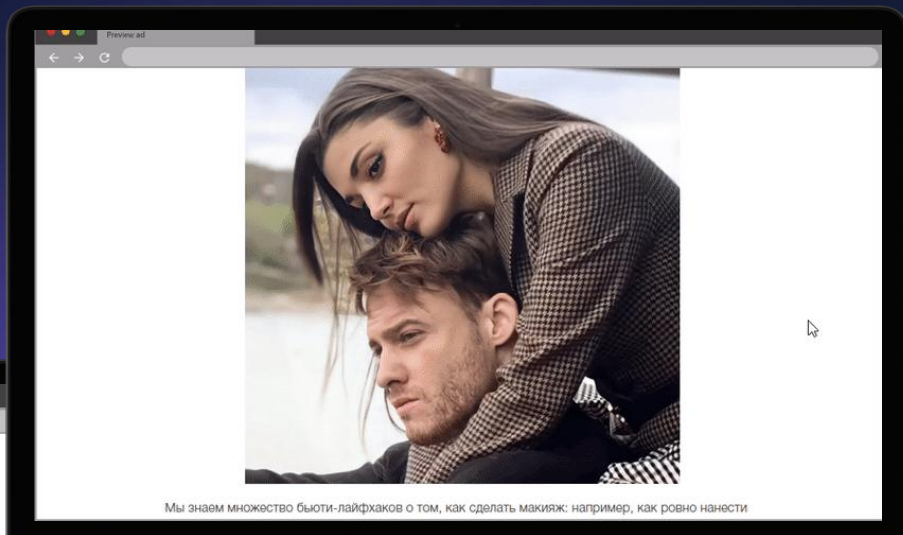 Preview ad
Мы знаем множество бьюти-лайфхаков о том, как сделать макияж: например, как ровно нанести